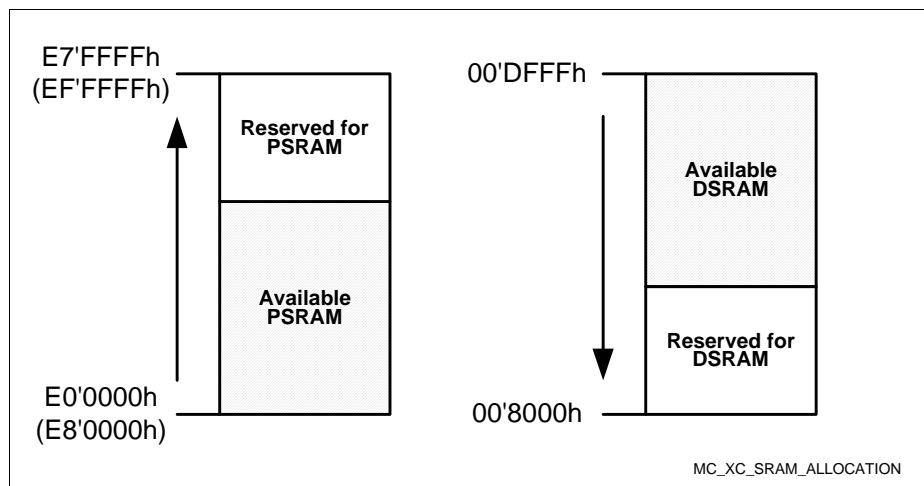 E7'FFFFh
(EF'FFFFh)
Reserved for
PSRAM
Available
PSRAM
E0'0000h
(E8'0000h)
00'DFFFh
Available
DSRAM
Reserved for
DSRAM
00'8000h
MC_XC_SRAM_ALLOCATION